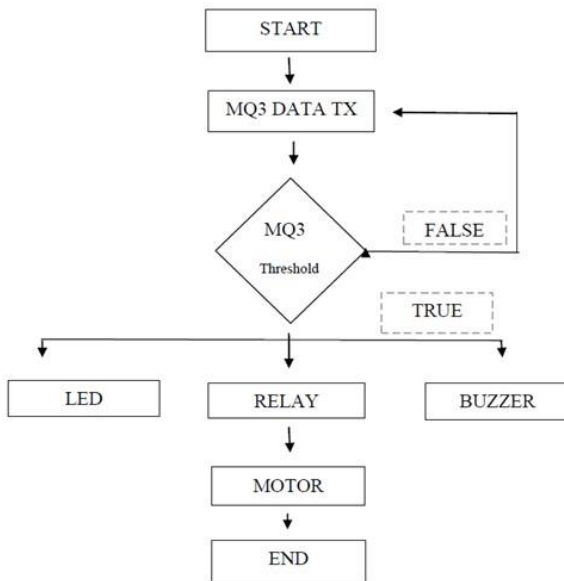 START
MQ3 DATA TX
MQ3
Threshold
FALSE
TRUE
LED
RELAY
BUZZER
MOTOR
END